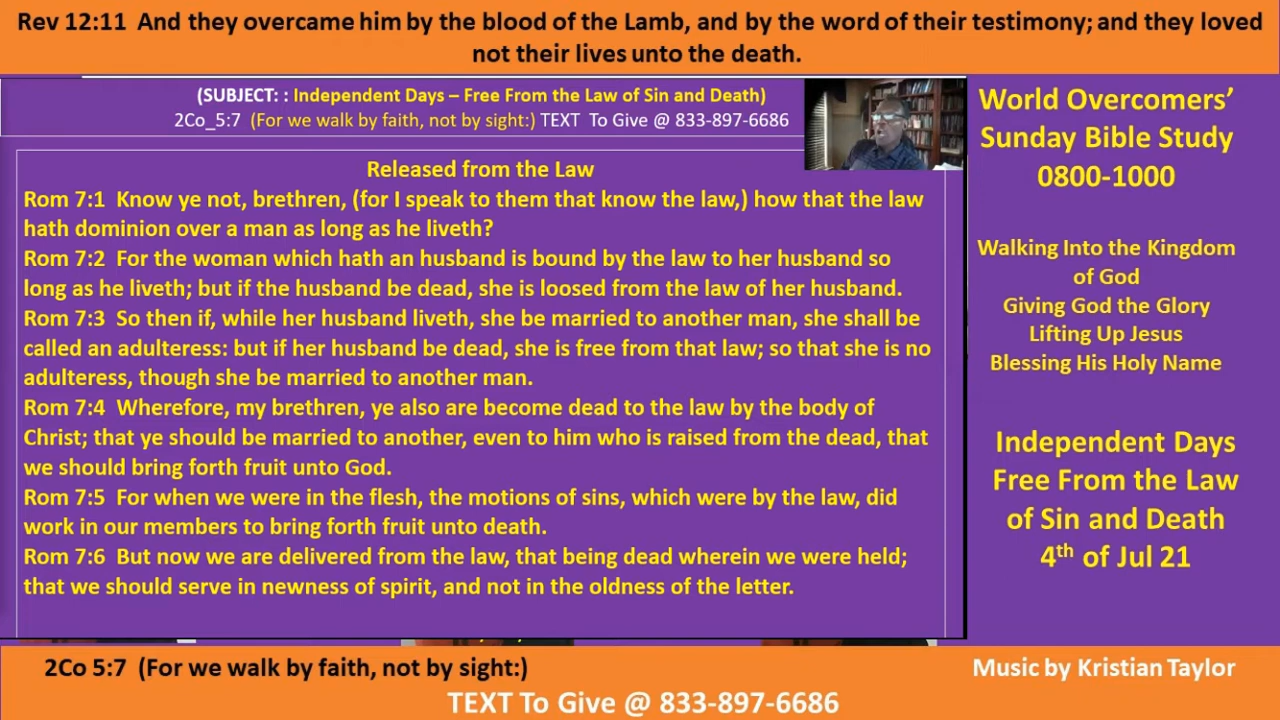 Rev 12:11 And they overcame him by the blood of the Lamb, and by the word of their testimony; and they loved
not their lives unto the death.
(SUBJECT: : Independent Days – Free From the Law of Sin and Death)
2Co_5:7 (For we walk by faith, not by sight:) TEXT To Give @ 833-897-6686
Released from the Law
Rom 7:1 Know ye not, brethren, (for I speak to them that know the law,) how that the law
hath dominion over a man as long as he liveth?
Rom 7:2 For the woman which hath an husband is bound by the law to her husband so
long as he liveth; but if the husband be dead, she is loosed from the law of her husband.
Rom 7:3 So then if, while her husband liveth, she be married to another man, she shall be
called an adulteress: but if her husband be dead, she is free from that law; so that she is no
adulteress, though she be married to another man.
Rom 7:4 Wherefore, my brethren, ye also are become dead to the law by the body of
Christ; that ye should be married to another, even to him who is raised from the dead, that
we should bring forth fruit unto God.
Rom 7:5 For when we were in the flesh, the motions of sins, which were by the law, did
work in our members to bring forth fruit unto death.
Rom 7:6 But now we are delivered from the law, that being dead wherein we were held;
that we should serve in newness of spirit, and not in the oldness of the letter.
World Overcomers'
Sunday Bible Study
0800-1000
Walking Into the Kingdom
of God
Giving God the Glory
Lifting Up Jesus
Blessing His Holy Name
Independent Days
Free From the Law
of Sin and Death
4th of Jul 21
2Co 5:7 (For we walk by faith, not by sight:)
Music by Kristian Taylor
TEXT To Give @ 833-897-6686